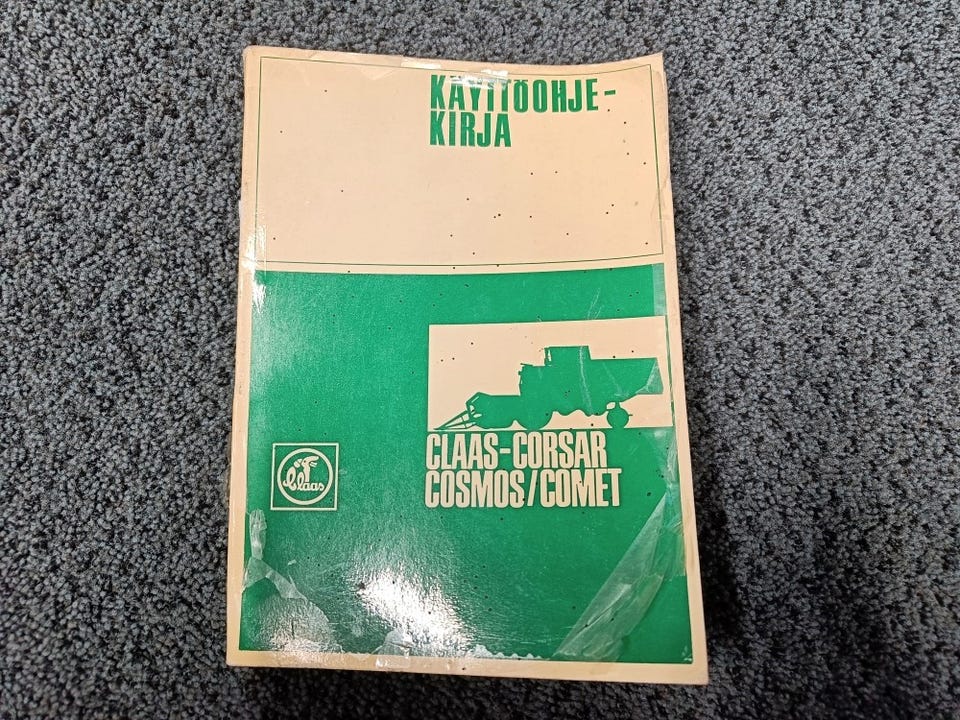 KÄYTTÖOHJE-
KIRJA
Claas
CLAAS-CORSAR
COSMOS/COMET